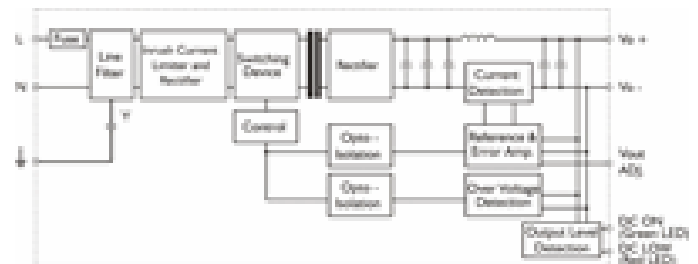 L
Fuse
Line
Filter
Inrush Current
Limiter and
Rectifier
Switching
Device
Rectifier
Vo +
N
Current
Detection
Vo -
Y
Control
Opto -
Isolation
Reference &
Error Amp.
Vout
ADJ.
Opto -
Isolation
Over Voltage
Detection
Output Level
Detection
DC ON
(Green LED)
DC LOW
(Red LED)